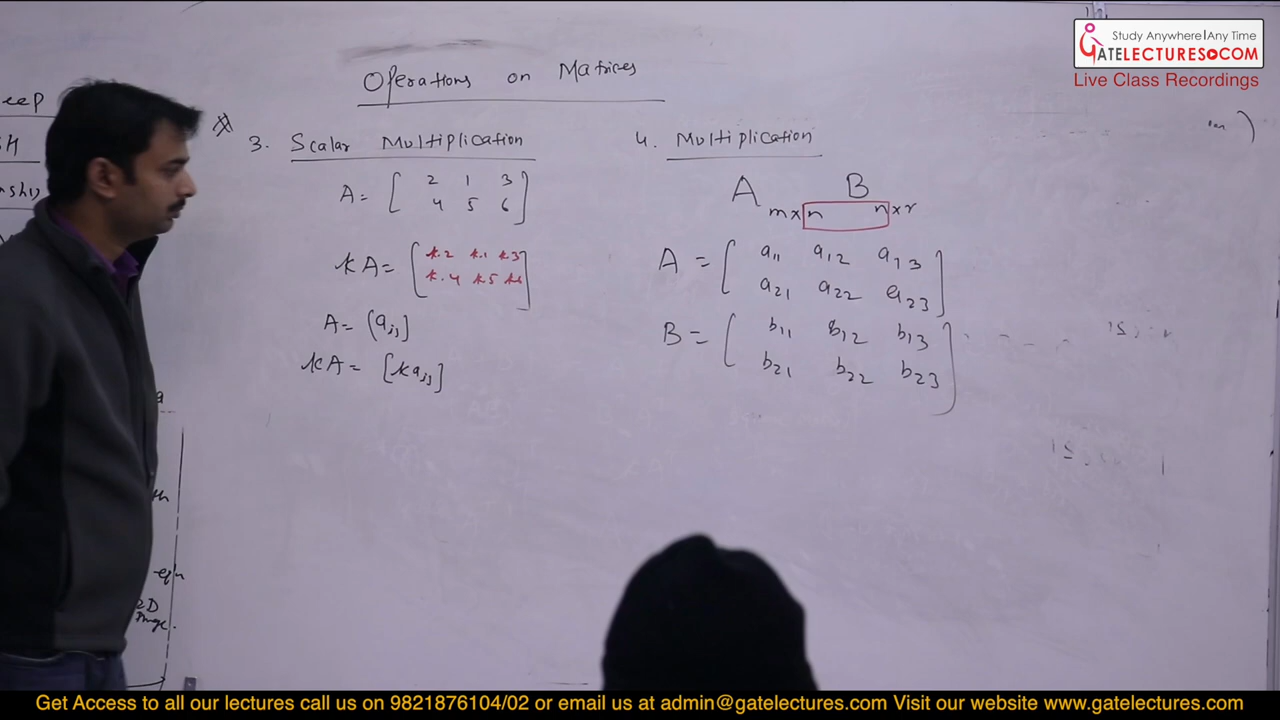 Study Anywhere | Any Time
GATELECTURES.COM
Live Class Recordings
Operations on Matrices
3. Scalar Multiplication
A = [ 2 1 3
4 5 6 ]
kA = [ k.2 k.1 k.3
k.4 k.5 k.6 ]
A = [aij]
kA = [kaij]
4. Multiplication
A m×n B n×r
A = [ a11 a12 a13
a21 a22 a23 ]
B = [ b11 b12 b13
b21 b22 b23 ]
eep
eqn
2D
Get Access to all our lectures call us on 9821876104/02 or email us at admin@gatelectures.com Visit our website www.gatelectures.com